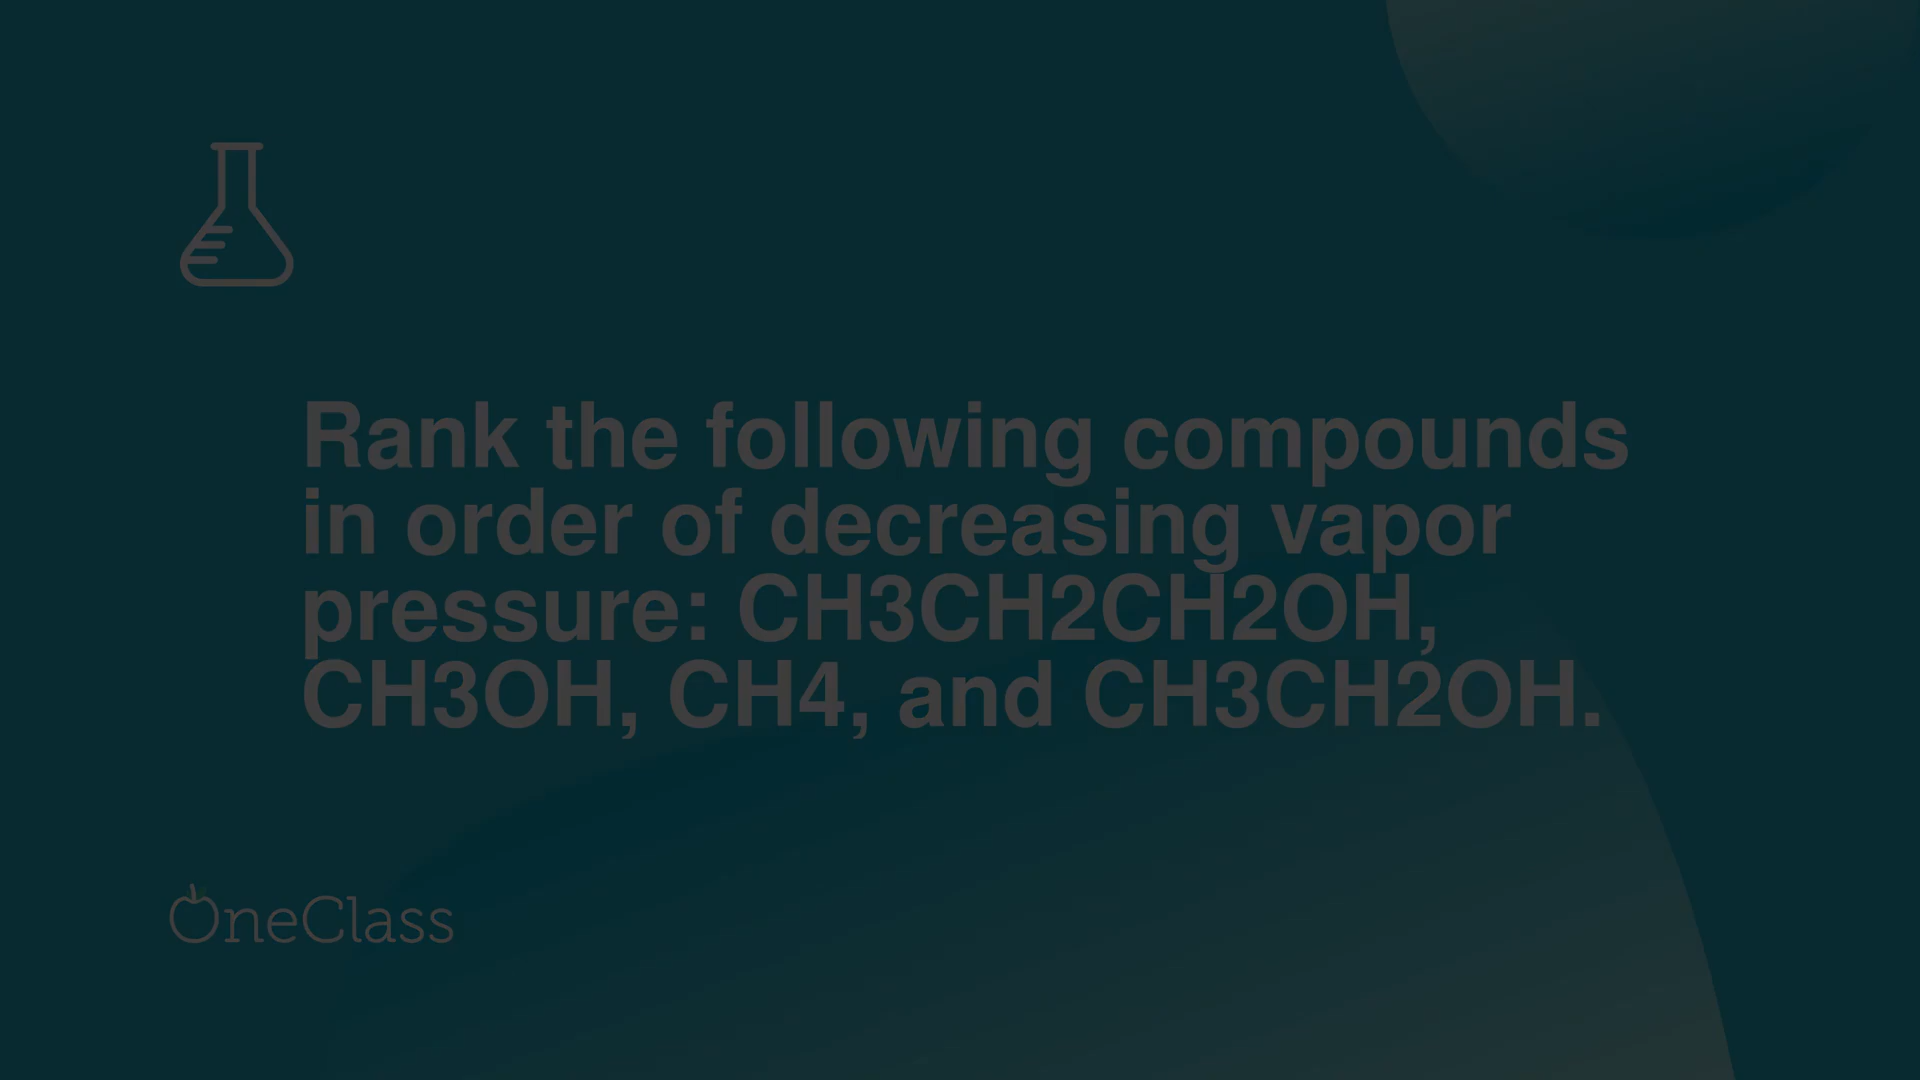 Rank the following compounds
in order of decreasing vapor
pressure: CH3CH2CH2OH,
CH3OH, CH4, and CH3CH2OH.
OneClass